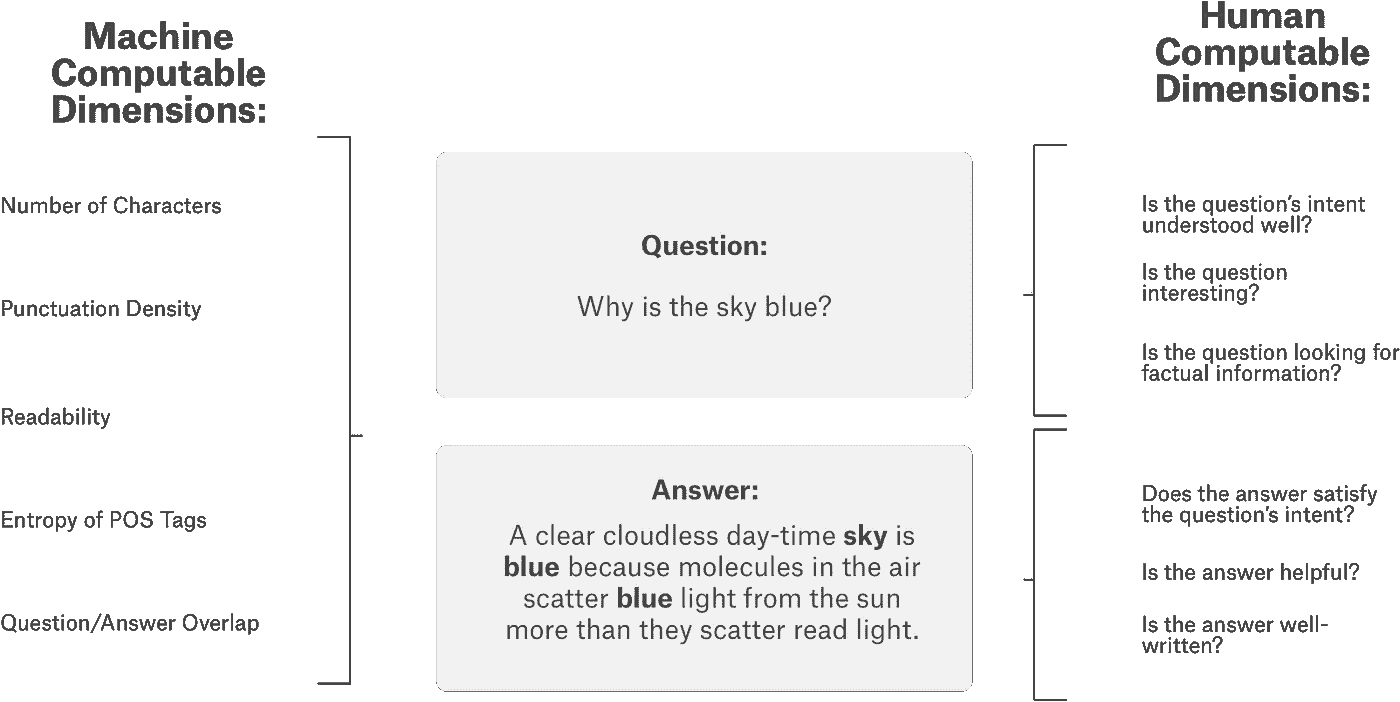 Machine
Computable
Dimensions:
Number of Characters
Punctuation Density
Readability
Entropy of POS Tags
Question/Answer Overlap
Question:
Why is the sky blue?
Answer:
A clear cloudless day-time sky is
blue because molecules in the air
scatter blue light from the sun
more than they scatter read light.
Human
Computable
Dimensions:
Is the question’s intent
understood well?
Is the question
interesting?
Is the question looking for
factual information?
Does the answer satisfy
the question’s intent?
Is the answer helpful?
Is the answer well-
written?